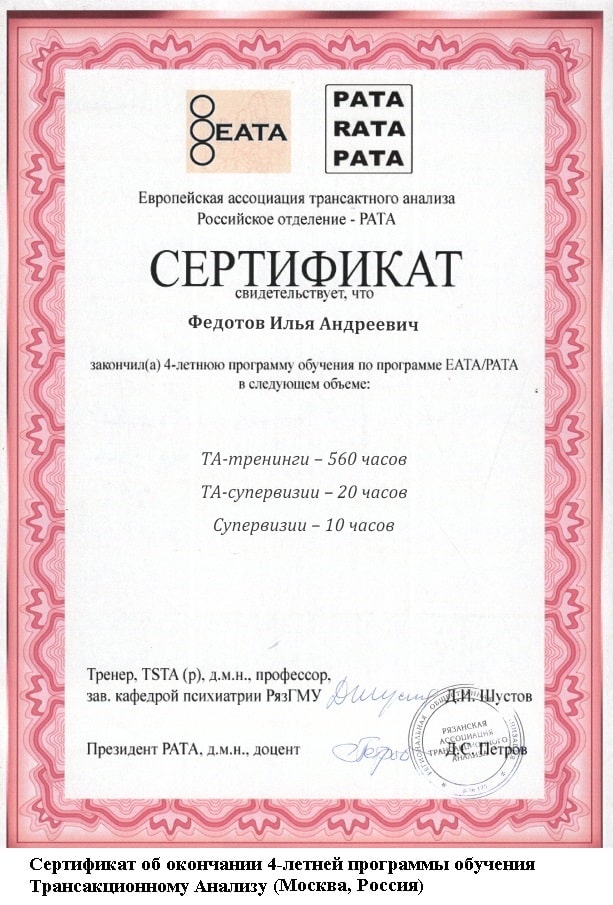 EATA
PATA
RATA
PATA
Европейская ассоциация трансактного анализа
Российское отделение - РАТА
СЕРТИФИКАТ
свидетельствует, что
Федотов Илья Андреевич
закончил(а) 4-летнюю программу обучения по программе ЕАТА/РАТА
в следующем объеме:
ТА-тренинги – 560 часов
ТА-супервизии – 20 часов
Супервизии – 10 часов
Тренер, TSTA (p), д.м.н., профессор,
зав. кафедрой психиатрии РязГМУ Д.И. Шустов
Президент РАТА, д.м.н., доцент Д.С. Петров
РЯЗАНСКАЯ
АССОЦИАЦИЯ
АНАЛИЗА
Сертификат об окончании 4-летней программы обучения
Трансакционному Анализу (Москва, Россия)